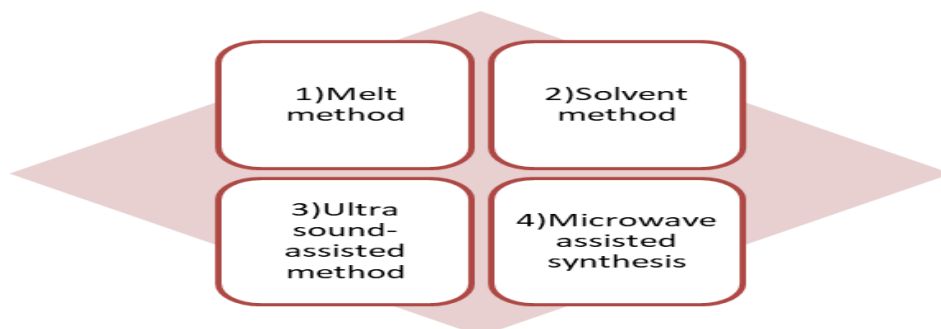 1)Melt
method
2)Solvent
method
3)Ultra
sound-
assisted
method
4)Microwave
assisted
synthesis